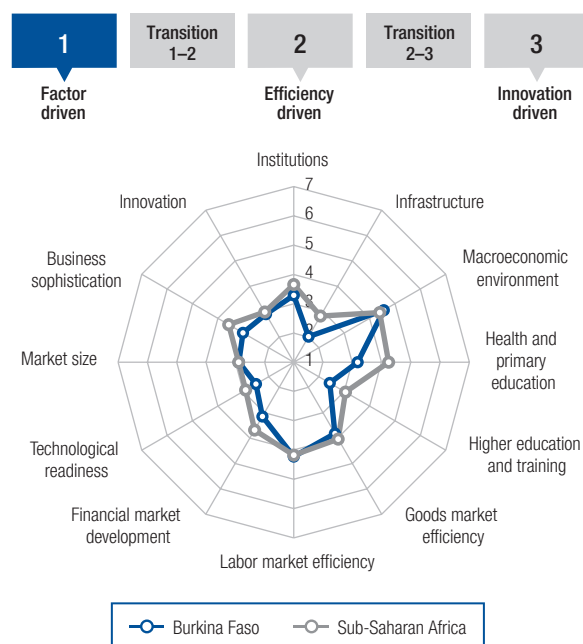 1
Transition
1–2
2
Transition
2–3
3
Factor
driven
Efficiency
driven
Innovation
driven
Institutions
7
Innovation
6
Infrastructure
5
Business
sophistication
4
Macroeconomic
environment
3
2
Market size
1
Health and
primary
education
Technological
readiness
Higher education
and training
Financial market
development
Goods market
efficiency
Labor market efficiency
Burkina Faso
Sub-Saharan Africa